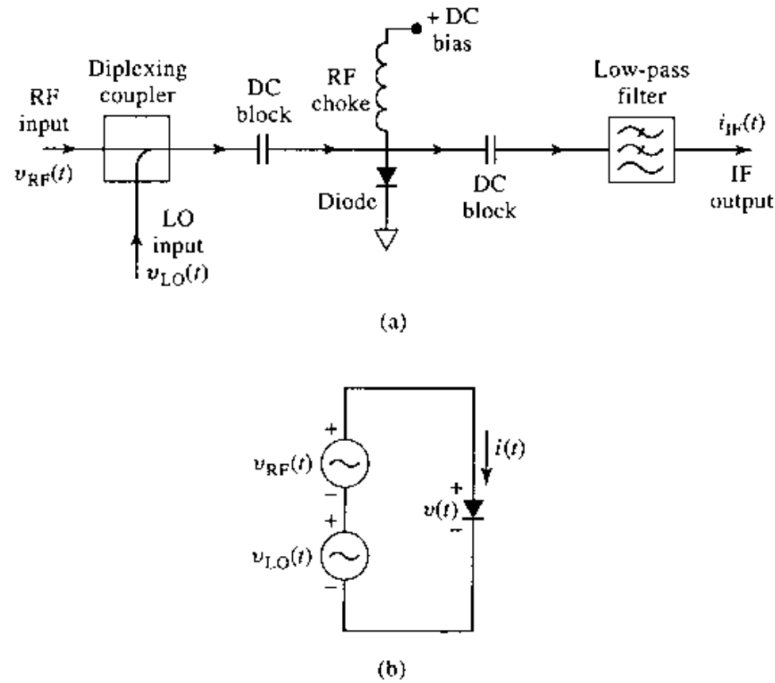 + DC
bias
Diplexing
coupler
RF
choke
Low-pass
filter
RF
input
DC
block
i_IF(t)
v_RF(t)
Diode
DC
block
IF
output
LO
input
v_LO(t)
(a)
+
v_RF(t)
−
+
v_LO(t)
−
i(t)
+
v(t)
−
(b)